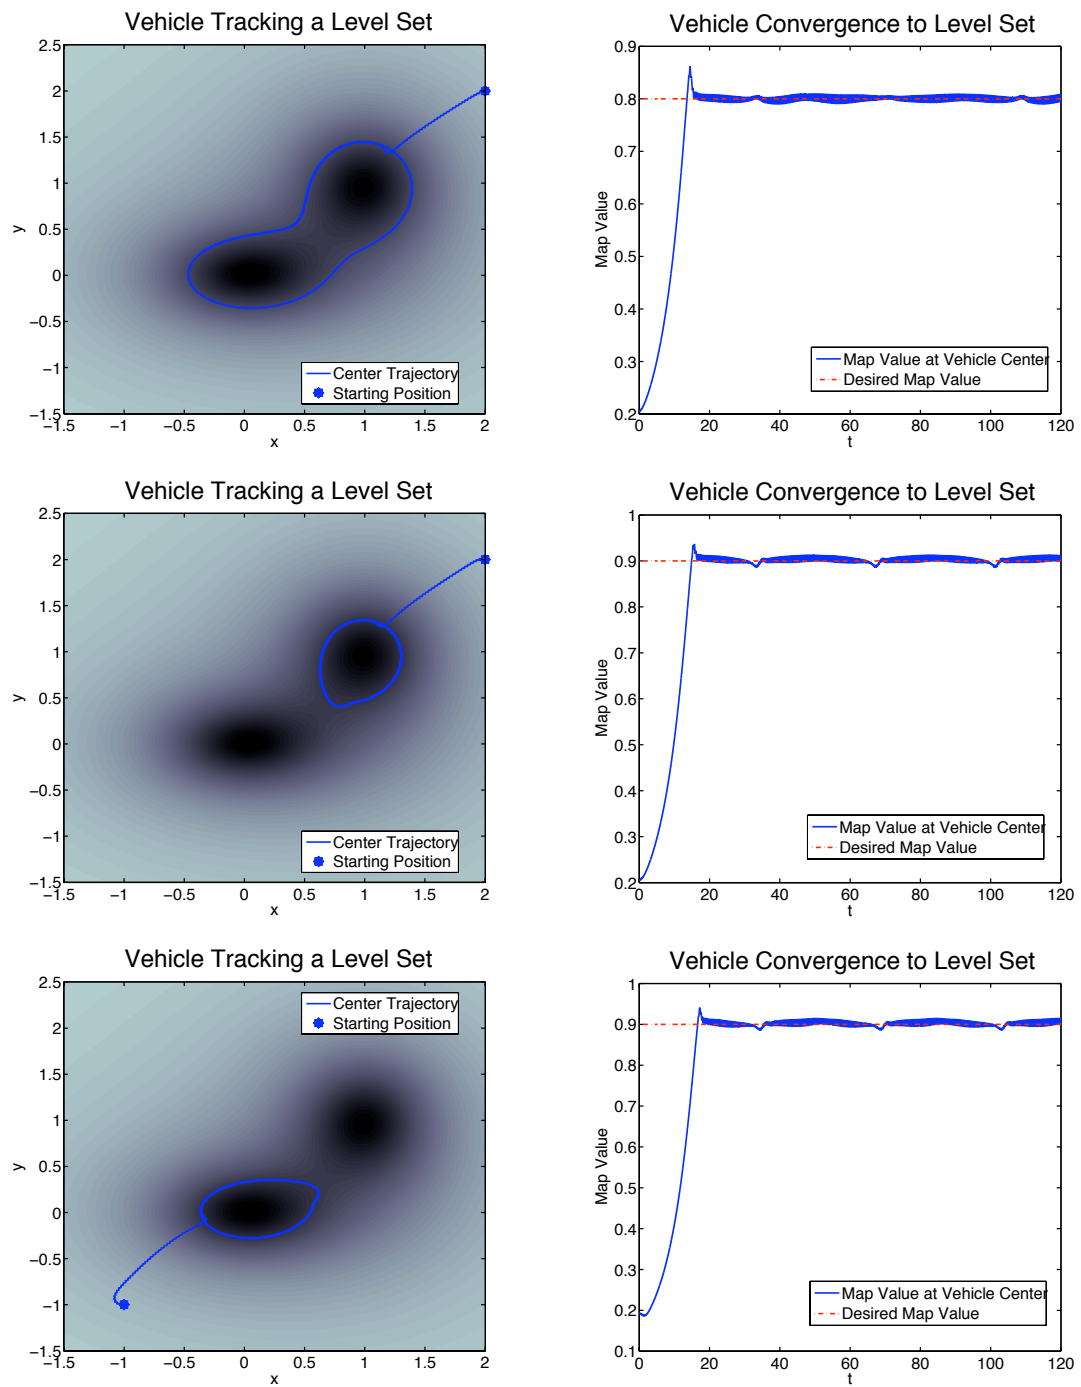 Vehicle Tracking a Level Set
2.5
2
1.5
1
0.5
0
−0.5
−1
−1.5
y
−1.5 −1 −0.5 0 0.5 1 1.5 2
x
Center Trajectory
Starting Position
Vehicle Convergence to Level Set
0.9
0.8
0.7
0.6
0.5
0.4
0.3
0.2
Map Value
0 20 40 60 80 100 120
t
Map Value at Vehicle Center
Desired Map Value
Vehicle Tracking a Level Set
2.5
2
1.5
1
0.5
0
−0.5
−1
−1.5
y
−1.5 −1 −0.5 0 0.5 1 1.5 2
x
Center Trajectory
Starting Position
Vehicle Convergence to Level Set
1
0.9
0.8
0.7
0.6
0.5
0.4
0.3
0.2
Map Value
0 20 40 60 80 100 120
t
Map Value at Vehicle Center
Desired Map Value
Vehicle Tracking a Level Set
2.5
2
1.5
1
0.5
0
−0.5
−1
−1.5
y
−1.5 −1 −0.5 0 0.5 1 1.5 2
x
Center Trajectory
Starting Position
Vehicle Convergence to Level Set
1
0.9
0.8
0.7
0.6
0.5
0.4
0.3
0.2
0.1
Map Value
0 20 40 60 80 100 120
t
Map Value at Vehicle Center
Desired Map Value